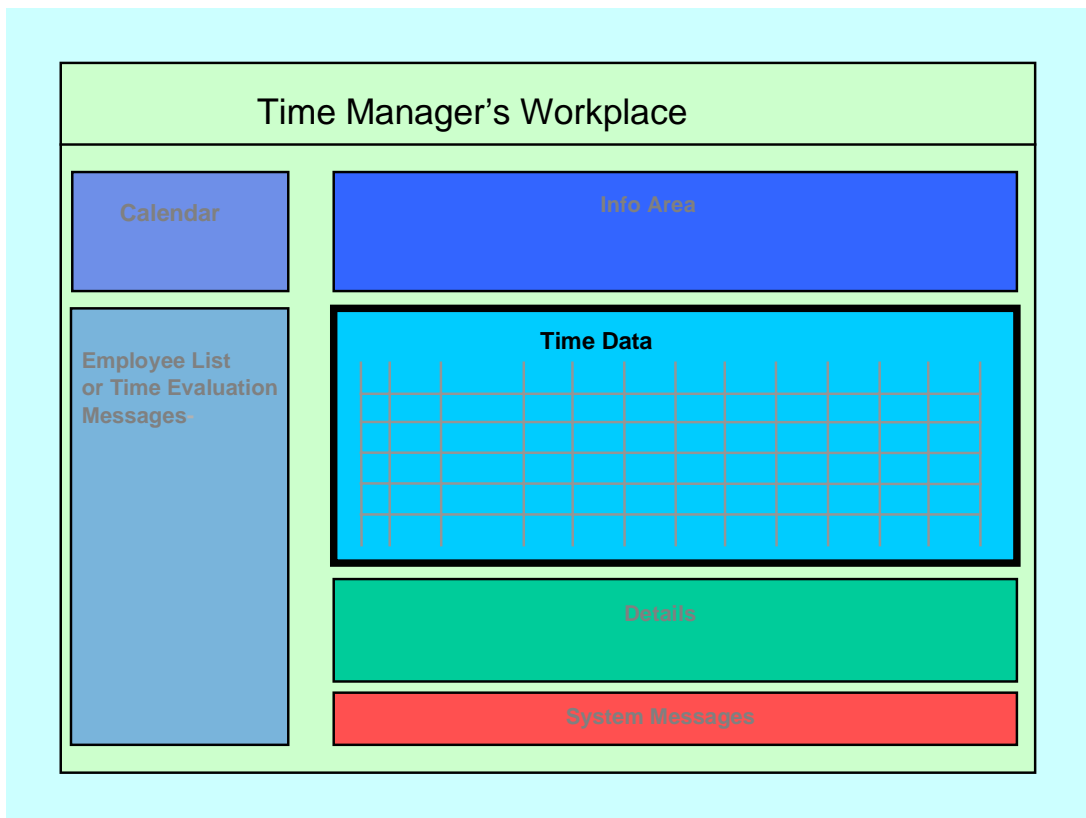 Time Manager’s Workplace
Calendar
Info Area
Employee List
or Time Evaluation
Messages
Time Data
Details
System Messages